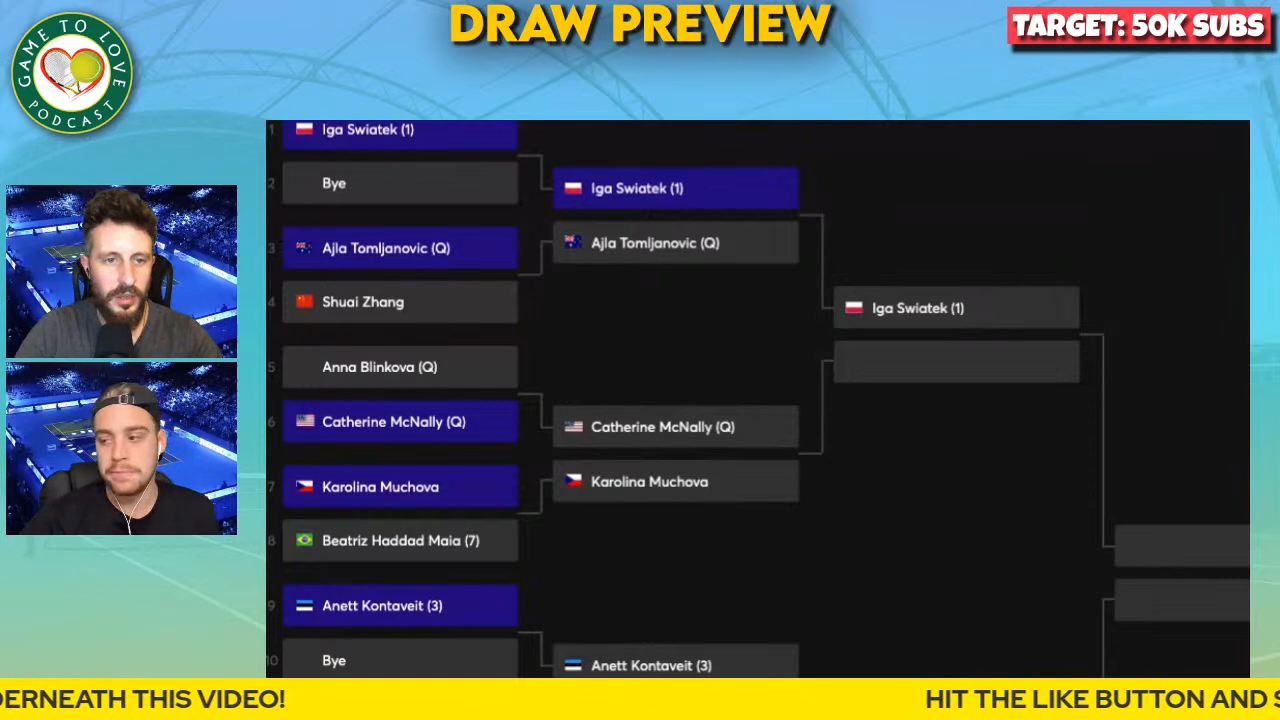 DRAW PREVIEW
TARGET: 50K SUBS
GAME TO LOVE
PODCAST
1 Iga Swiatek (1)
2 Bye
3 Ajla Tomljanovic (Q)
4 Shuai Zhang
5 Anna Blinkova (Q)
6 Catherine McNally (Q)
7 Karolina Muchova
8 Beatriz Haddad Maia (7)
9 Anett Kontaveit (3)
10 Bye
Iga Swiatek (1)
Ajla Tomljanovic (Q)
Catherine McNally (Q)
Karolina Muchova
Anett Kontaveit (3)
Iga Swiatek (1)
DERNEATH THIS VIDEO!
HIT THE LIKE BUTTON AND S